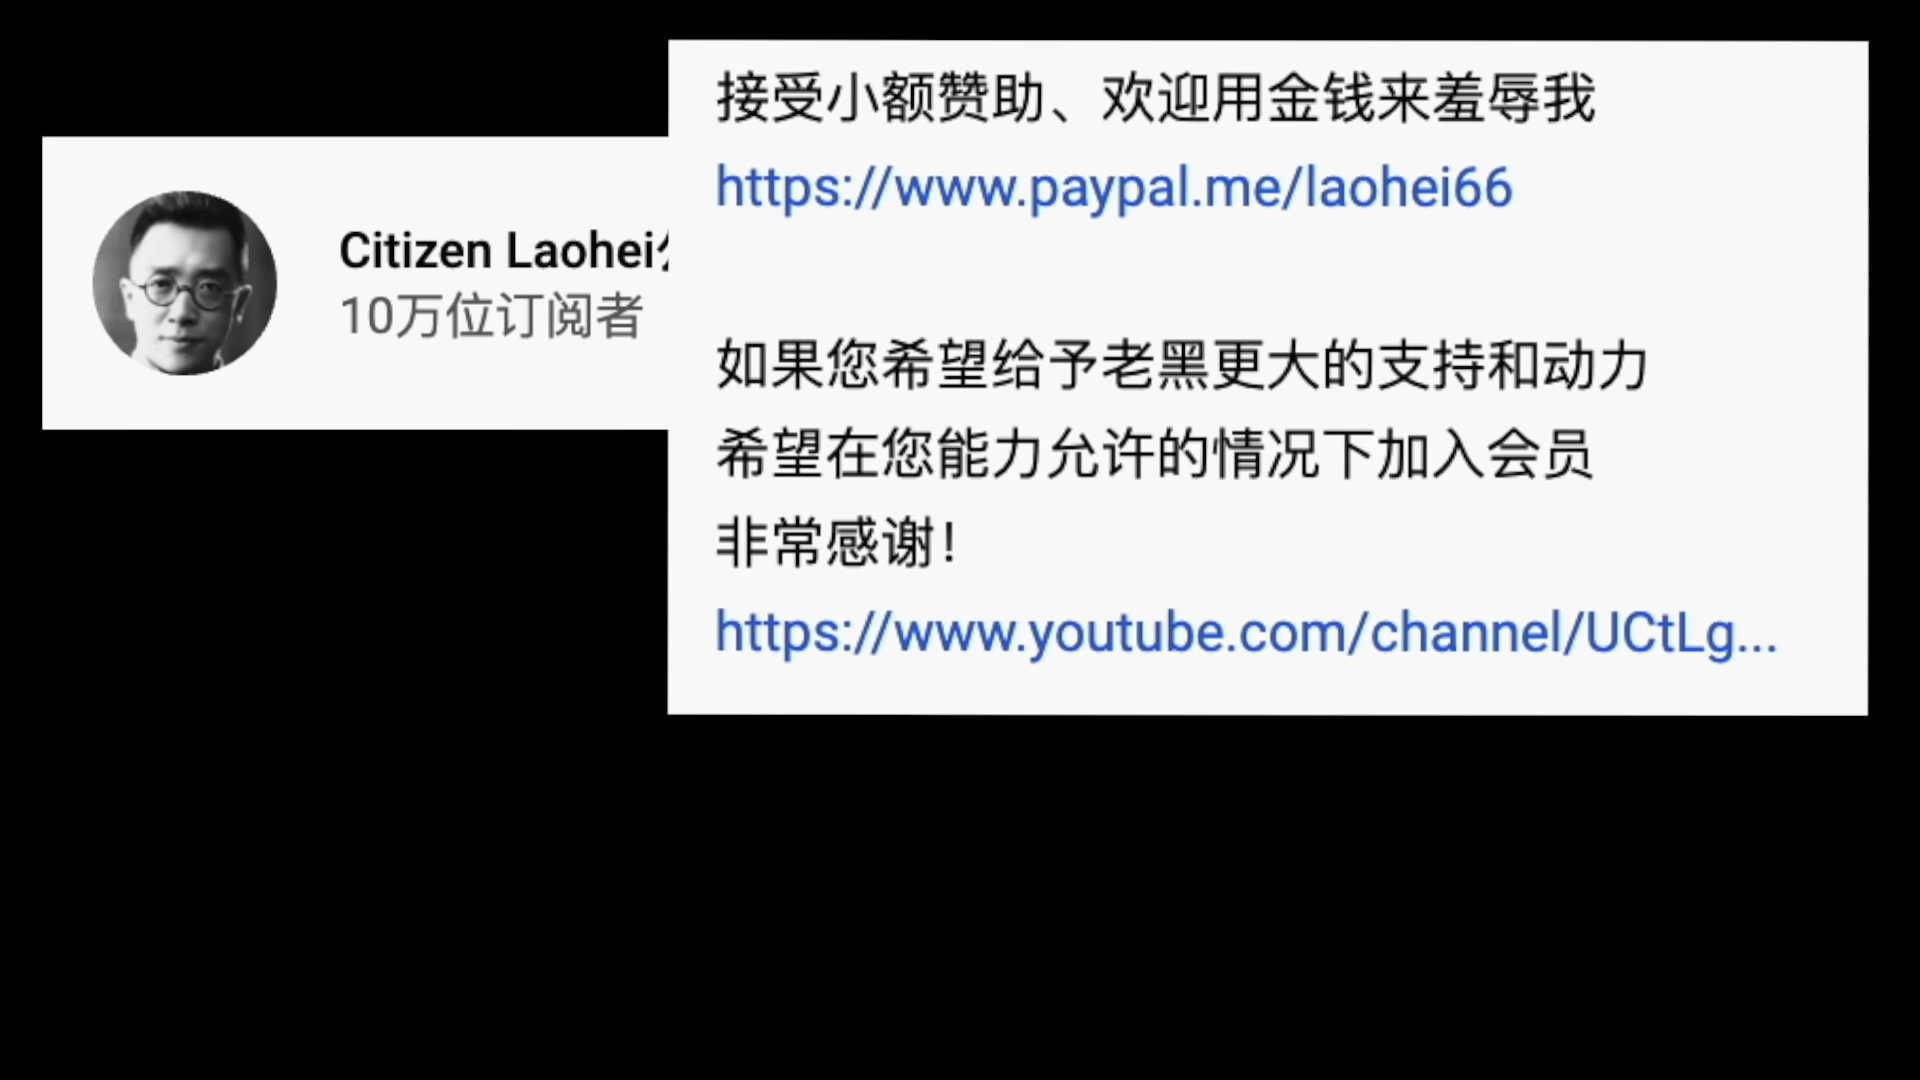 Citizen Laohei
10万位订阅者
接受小额赞助、欢迎用金钱来羞辱我
https://www.paypal.me/laohei66
如果您希望给予老黑更大的支持和动力
希望在您能力允许的情况下加入会员
非常感谢！
https://www.youtube.com/channel/UCtLg...